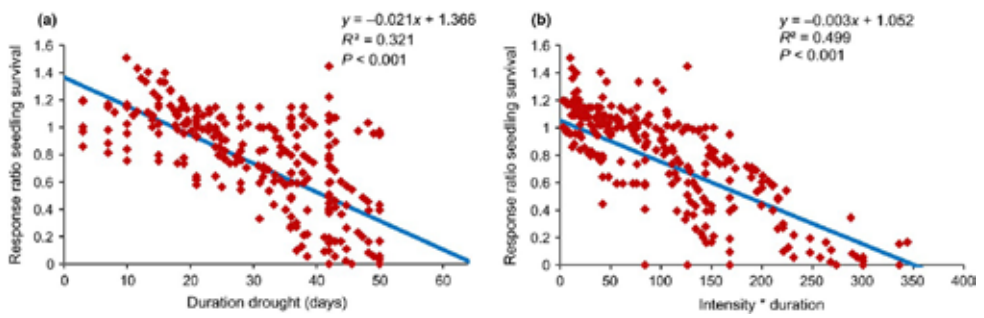 (a)
y = –0.021x + 1.366
R² = 0.321
P < 0.001
Response ratio seedling survival
1.6
1.4
1.2
1.0
0.8
0.6
0.4
0.2
0
0 10 20 30 40 50 60
Duration drought (days)
(b)
y = –0.003x + 1.052
R² = 0.499
P < 0.001
Response ratio seedling survival
1.6
1.4
1.2
1
0.8
0.6
0.4
0.2
0
0 50 100 150 200 250 300 350 400
Intensity * duration